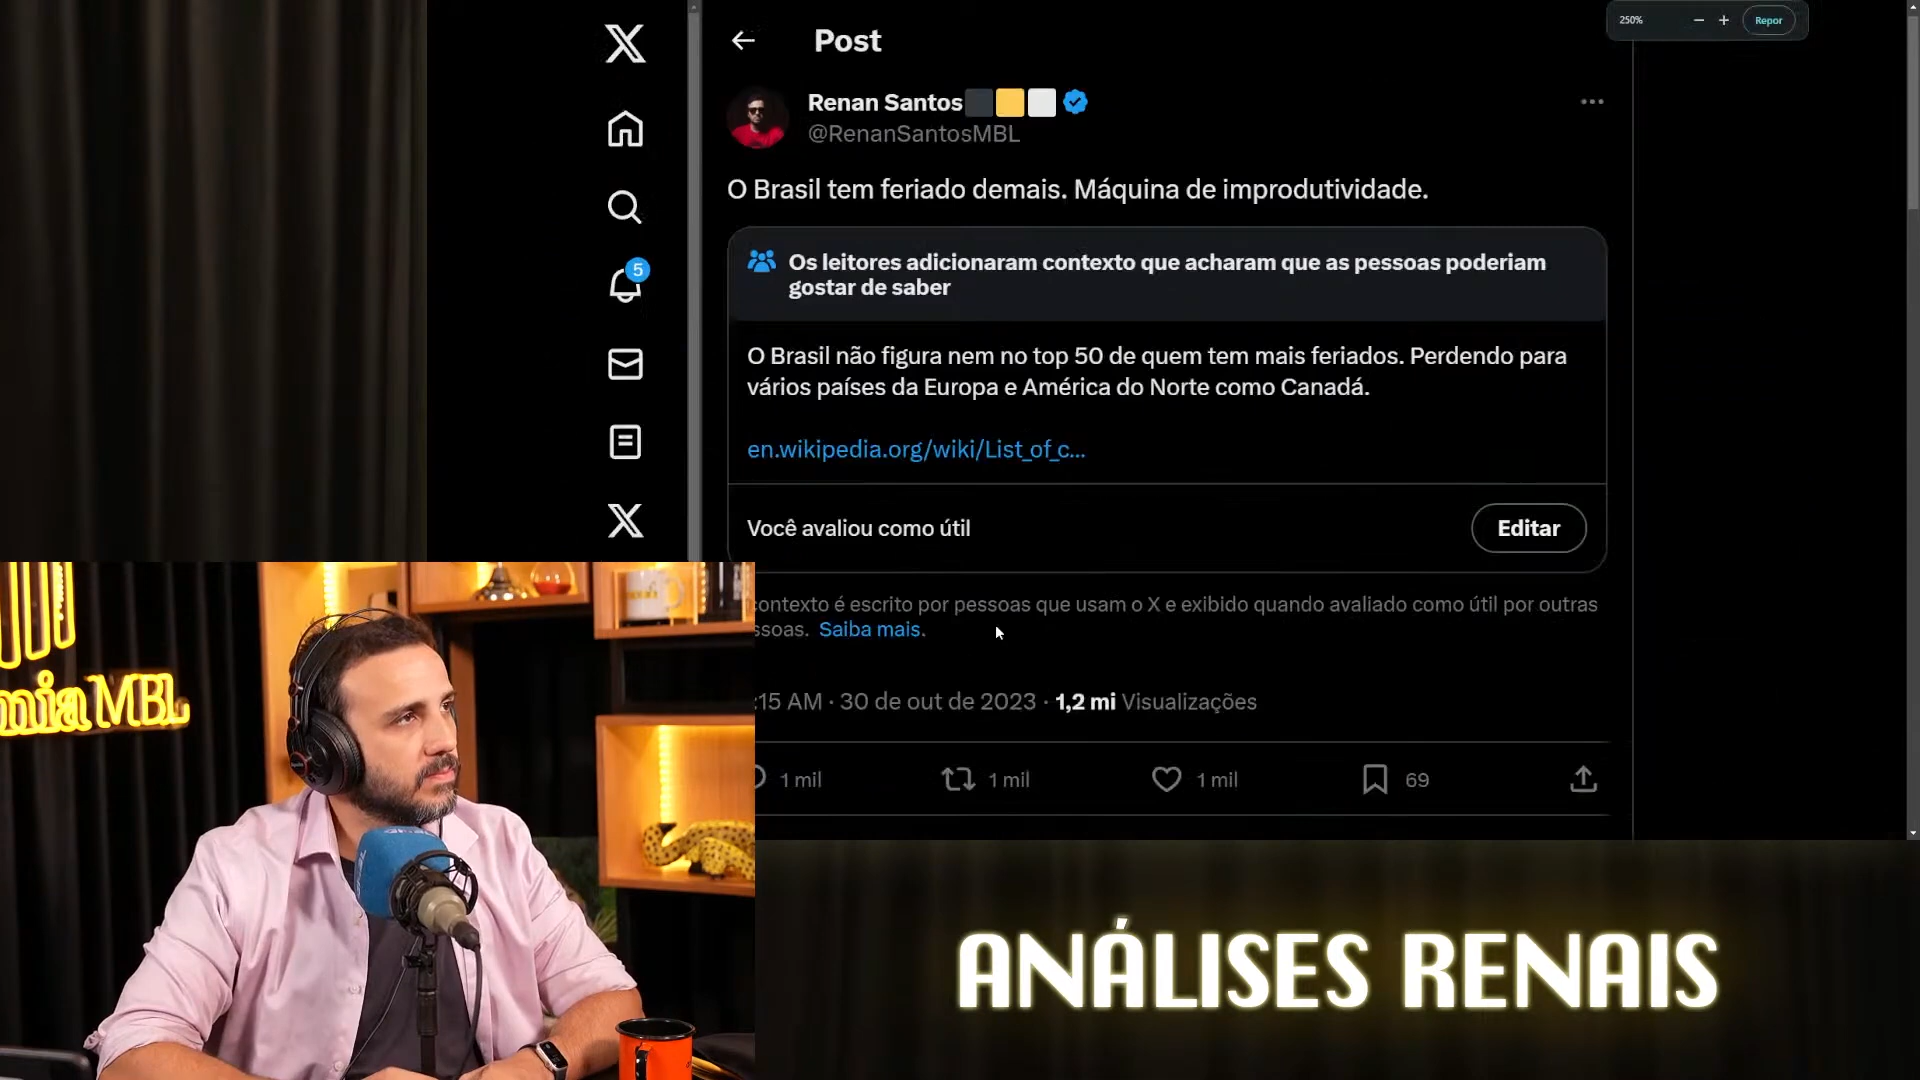 250%
Repor
Post
Renan Santos
@RenanSantosMBL
O Brasil tem feriado demais. Máquina de improdutividade.
5
Os leitores adicionaram contexto que acharam que as pessoas poderiam
gostar de saber
O Brasil não figura nem no top 50 de quem tem mais feriados. Perdendo para
vários países da Europa e América do Norte como Canadá.
en.wikipedia.org/wiki/List_of_c...
Você avaliou como útil
Editar
contexto é escrito por pessoas que usam o X e exibido quando avaliado como útil por outras
ssoas. Saiba mais.
:15 AM · 30 de out de 2023 · 1,2 mi Visualizações
1 mil
1 mil
1 mil
69
MBL
ANÁLISES RENAIS